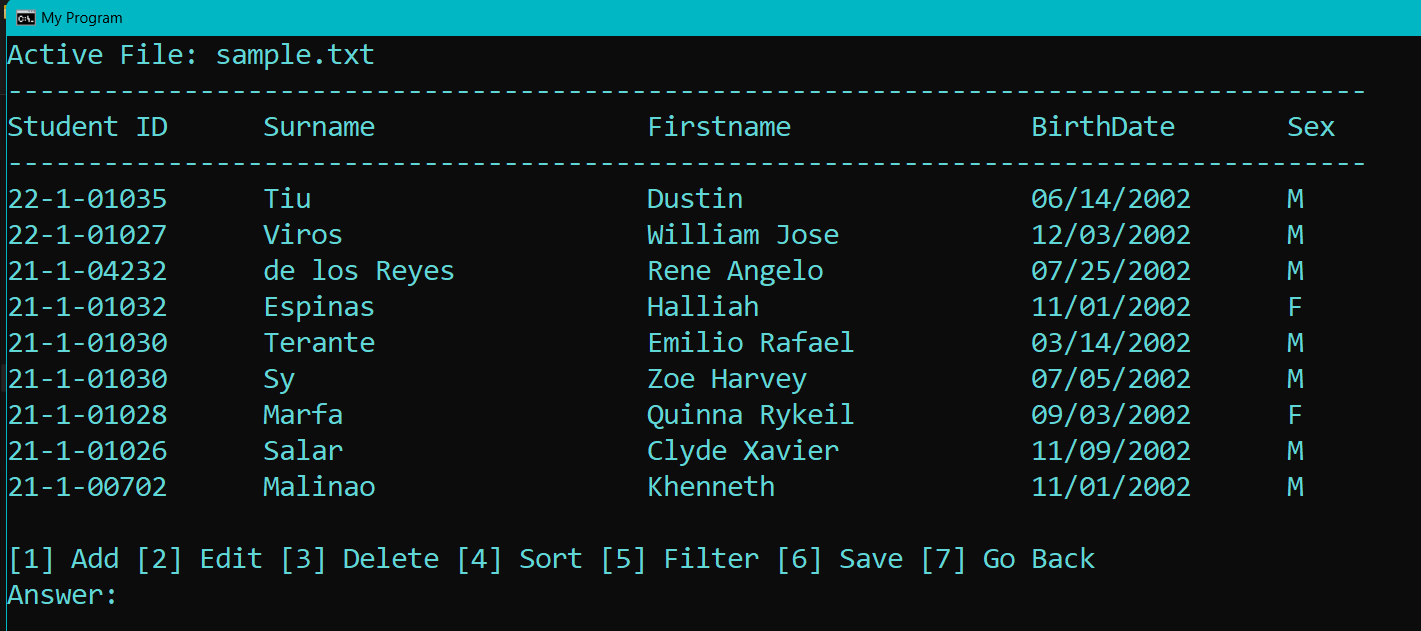 My Program
Active File: sample.txt
-------------------------------------------------------------------------------------
Student ID      Surname                 Firstname               BirthDate       Sex
-------------------------------------------------------------------------------------
22-1-01035      Tiu                     Dustin                  06/14/2002      M
22-1-01027      Viros                   William Jose            12/03/2002      M
21-1-04232      de los Reyes            Rene Angelo             07/25/2002      M
21-1-01032      Espinas                 Halliah                 11/01/2002      F
21-1-01030      Terante                 Emilio Rafael           03/14/2002      M
21-1-01030      Sy                      Zoe Harvey              07/05/2002      M
21-1-01028      Marfa                   Quinna Rykeil           09/03/2002      F
21-1-01026      Salar                   Clyde Xavier            11/09/2002      M
21-1-00702      Malinao                 Khenneth                11/01/2002      M
[1] Add [2] Edit [3] Delete [4] Sort [5] Filter [6] Save [7] Go Back
Answer: